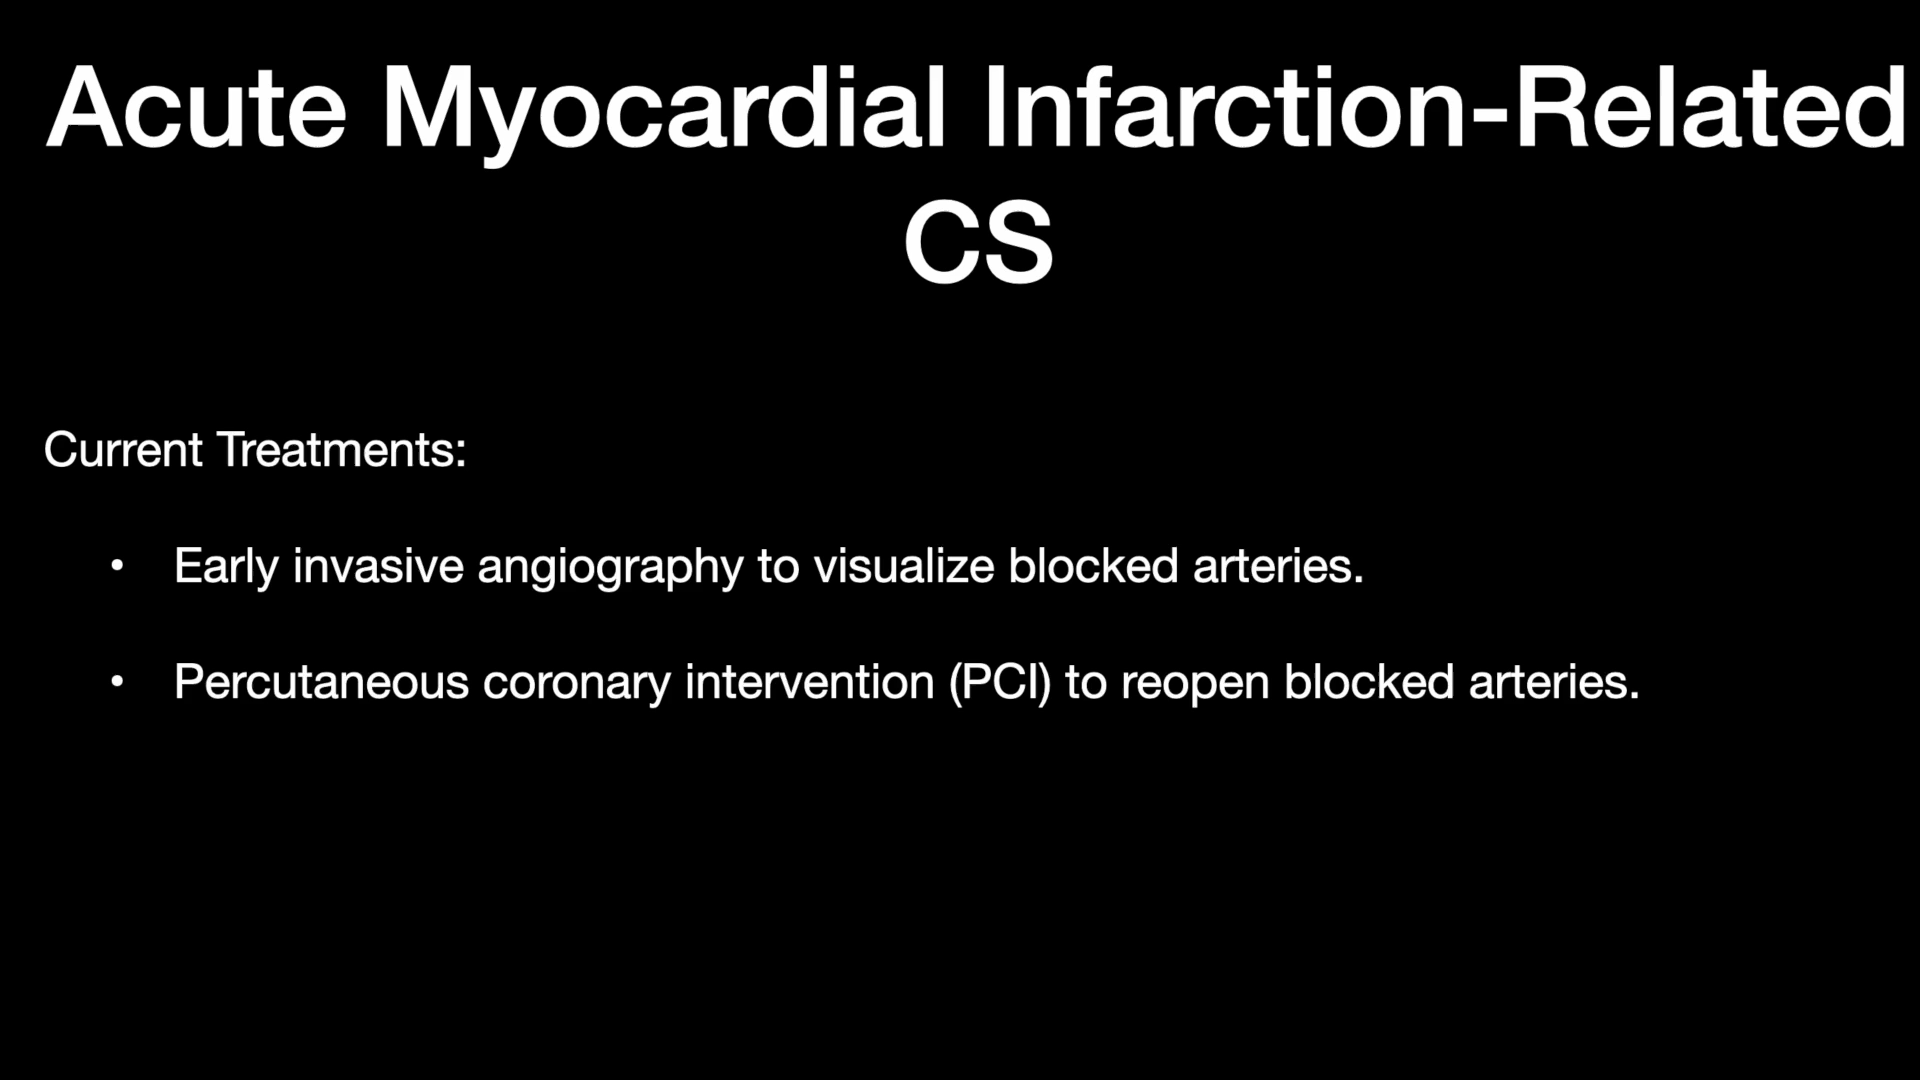 Acute Myocardial Infarction-Related
CS
Current Treatments:
• Early invasive angiography to visualize blocked arteries.
• Percutaneous coronary intervention (PCI) to reopen blocked arteries.